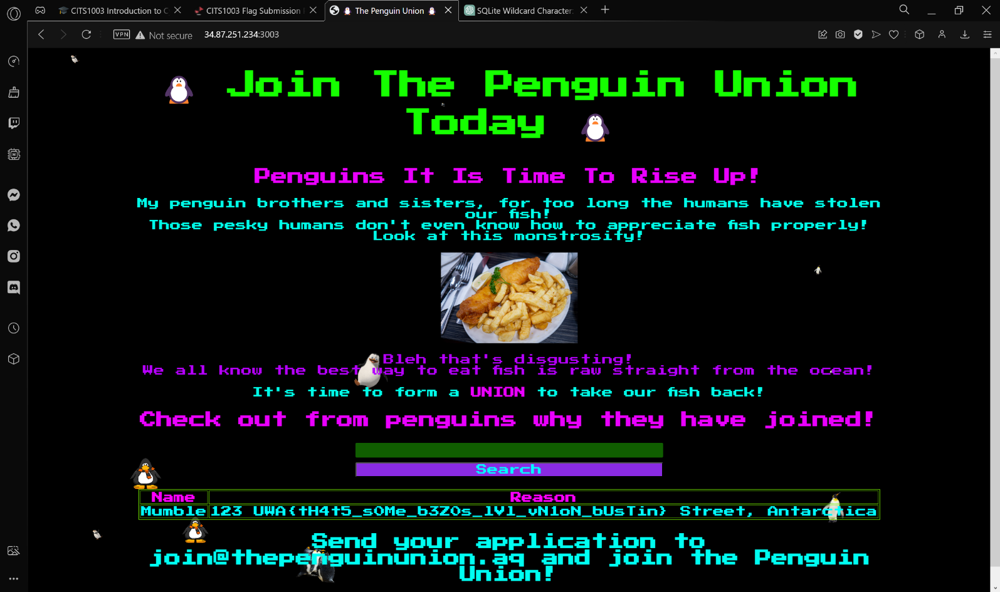 CITS1003 Introduction to C
CITS1003 Flag Submission
The Penguin Union
SQLite Wildcard Character:
VPN
Not secure
34.87.251.234:3003
Join The Penguin Union
Today
Penguins It Is Time To Rise Up!
My penguin brothers and sisters, for too long the humans have stolen
our fish!
Those pesky humans don't even know how to appreciate fish properly!
Look at this monstrosity!
Bleh that's disgusting!
We all know the best way to eat fish is raw straight from the ocean!
It's time to form a UNION to take our fish back!
Check out from penguins why they have joined!
Search
Name Reason
Mumble 123 UWA{tH4t5_s0Me_b3ZOs_lVl_vN1oN_bUsTin} Street, Antarctica
Send your application to
join@thepenguinunion.aq and join the Penguin
Union!